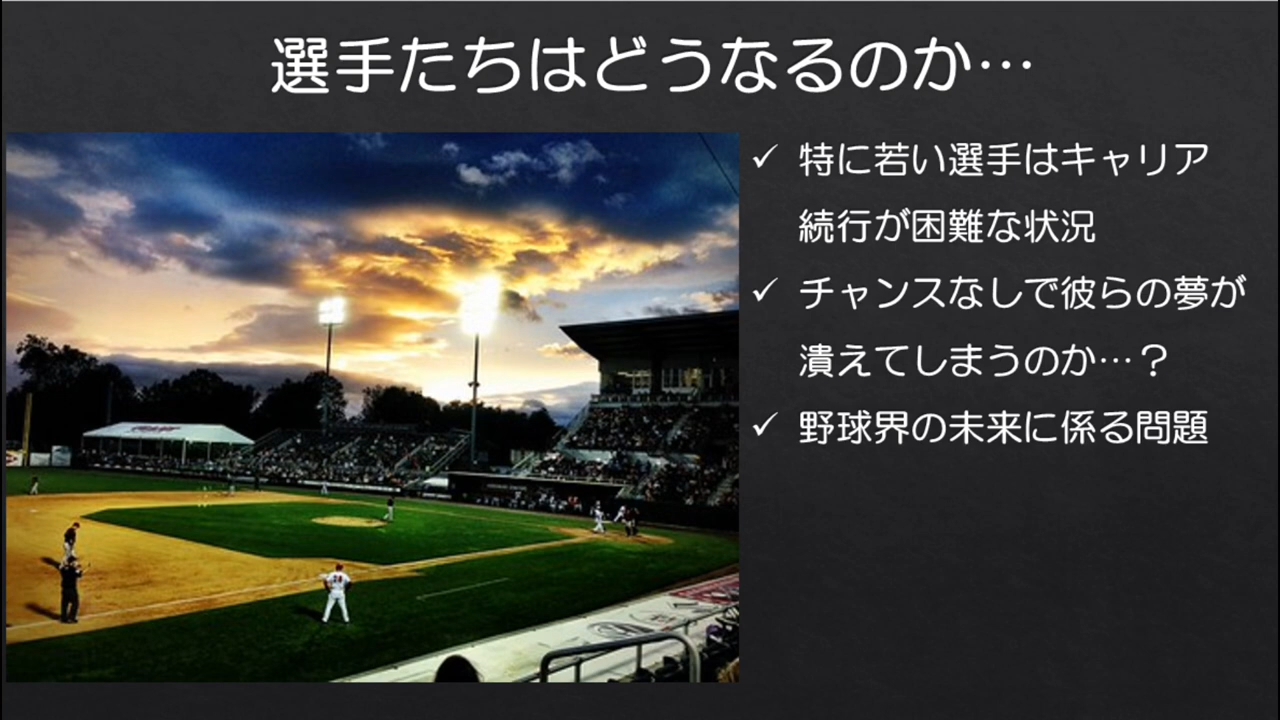 選手たちはどうなるのか…
✓ 特に若い選手はキャリア
続行が困難な状況
✓ チャンスなしで彼らの夢が
潰えてしまうのか…？
✓ 野球界の未来に係る問題